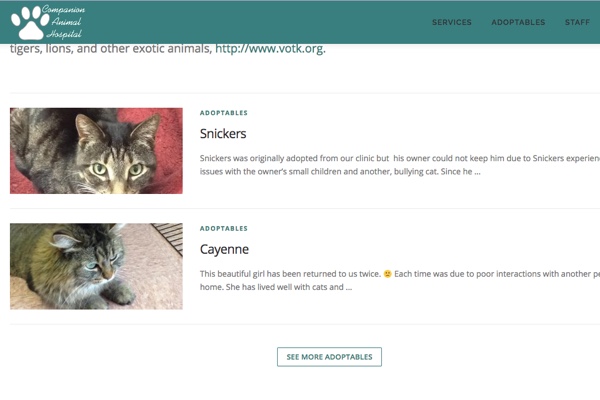 Companion
Animal
Hospital
SERVICES ADOPTABLES STAFF
tigers, lions, and other exotic animals, http://www.votk.org.
ADOPTABLES
Snickers
Snickers was originally adopted from our clinic but his owner could not keep him due to Snickers experien
issues with the owner's small children and another, bullying cat. Since he ...
ADOPTABLES
Cayenne
This beautiful girl has been returned to us twice. 🙁 Each time was due to poor interactions with another pe
home. She has lived well with cats and ...
SEE MORE ADOPTABLES